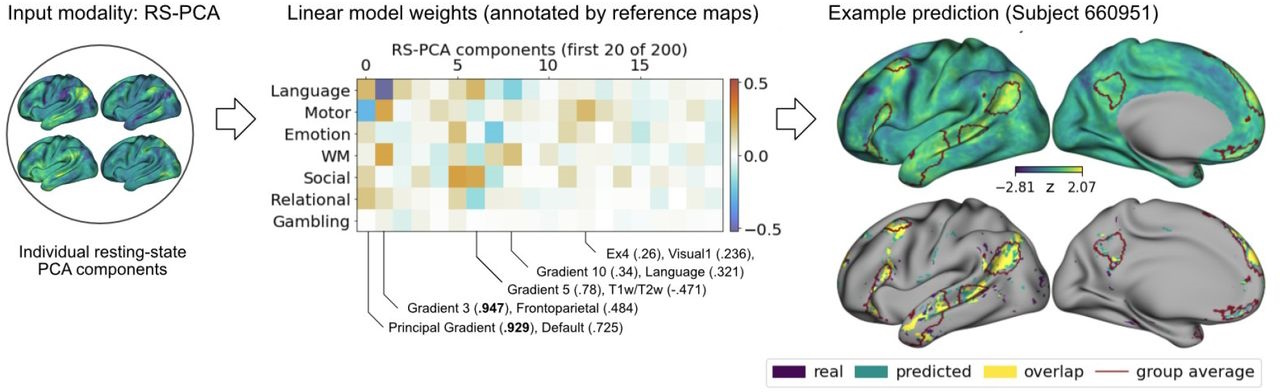 Input modality: RS-PCA
Individual resting-state
PCA components
Linear model weights (annotated by reference maps)
RS-PCA components (first 20 of 200)
0 5 10 15
Language
Motor
Emotion
WM
Social
Relational
Gambling
0.5
0.0
−0.5
Ex4 (.26), Visual1 (.236),
Gradient 10 (.34), Language (.321)
Gradient 5 (.78), T1w/T2w (-.471)
Gradient 3 (.947), Frontoparietal (.484)
Principal Gradient (.929), Default (.725)
Example prediction (Subject 660951)
−2.81 z 2.07
real predicted overlap group average